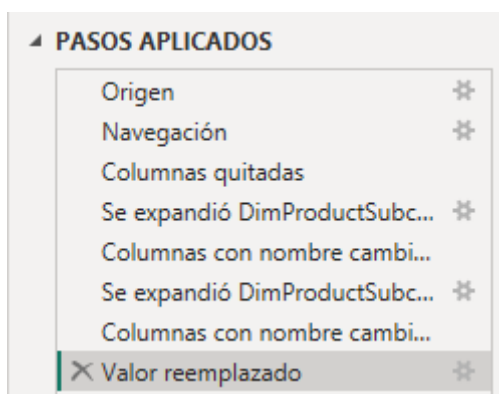 PASOS APLICADOS
Origen
Navegación
Columnas quitadas
Se expandió DimProductSubc...
Columnas con nombre cambi...
Se expandió DimProductSubc...
Columnas con nombre cambi...
Valor reemplazado